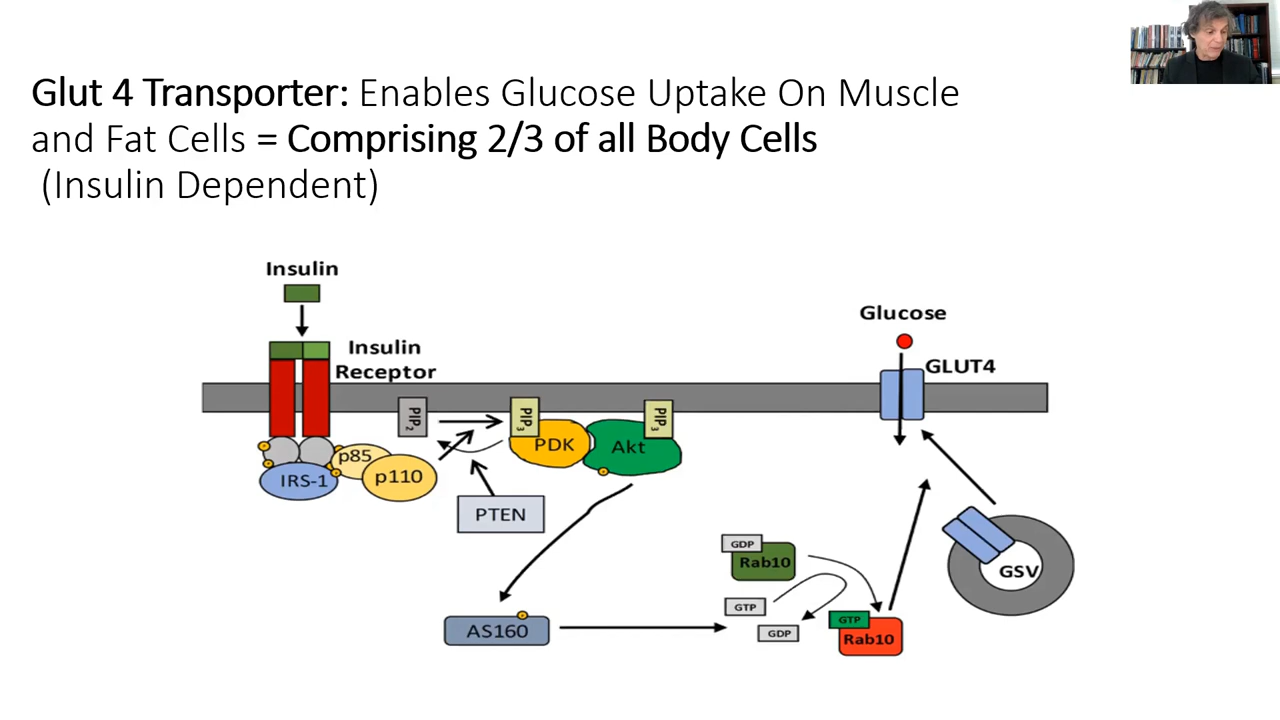 Glut 4 Transporter: Enables Glucose Uptake On Muscle
and Fat Cells = Comprising 2/3 of all Body Cells
(Insulin Dependent)
Insulin
Glucose
Insulin
Receptor
GLUT4
PIP2
PIP3
PIP3
PDK
Akt
p85
p110
IRS-1
PTEN
GDP
Rab10
GSV
GTP
GDP
GTP
Rab10
AS160